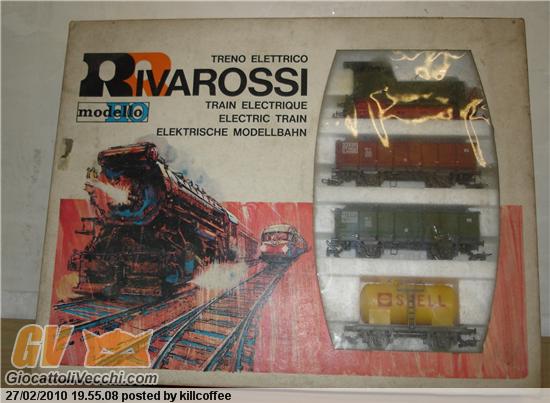 TRENO ELETTRICO
RIVAROSSI
modello HO
TRAIN ELECTRIQUE
ELECTRIC TRAIN
ELEKTRISCHE MODELLBAHN
SHELL
GV
GiocattoliVecchi.com
27/02/2010 19.55.08 posted by killcoffee